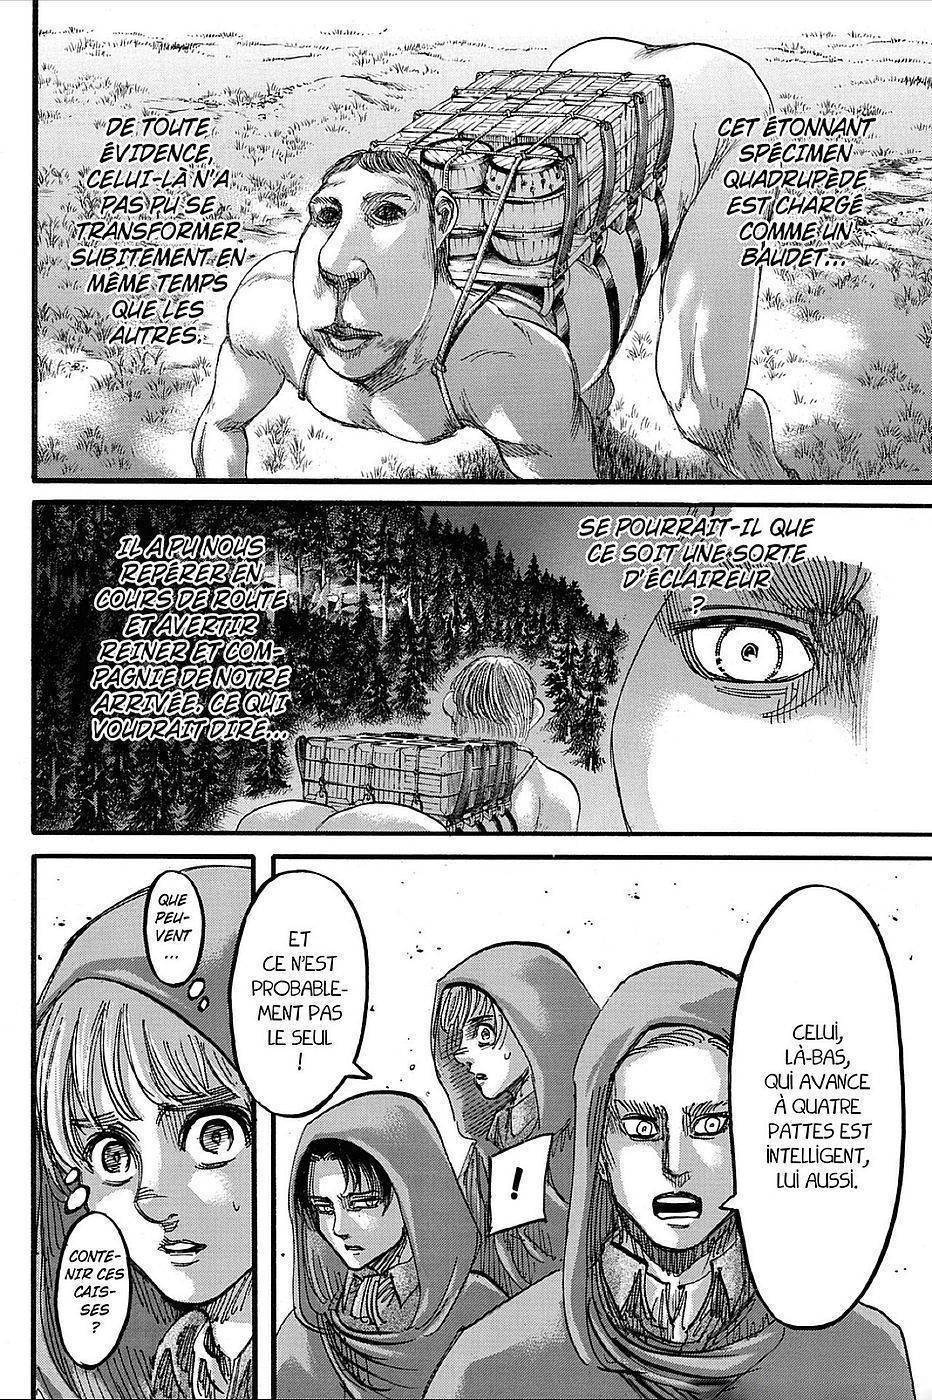 CET ÉTONNANT
SPÉCIMEN
QUADRUPÈDE
EST CHARGÉ
COMME UN
BAUDET...
DE TOUTE
ÉVIDENCE,
CELUI-LÀ N'A
PAS PU SE
TRANSFORMER
SUBITEMENT EN
MÊME TEMPS
QUE LES
AUTRES.
SE POURRAIT-IL QUE
CE SOIT UNE SORTE
D'ÉCLAIREUR
?
IL A PU NOUS
REPÉRER EN
COURS DE ROUTE
ET AVERTIR
REINER ET COM-
PAGNIE DE NOTRE
ARRIVÉE. CE QUI
VOUDRAIT DIRE...
CELUI,
LÀ-BAS,
QUI AVANCE
À QUATRE
PATTES EST
INTELLIGENT,
LUI AUSSI.
!
ET
CE N'EST
PROBABLE-
MENT PAS
LE SEUL
!
QUE
PEU-
VENT
...
CONTE-
NIR CES
CAIS-
SES
?